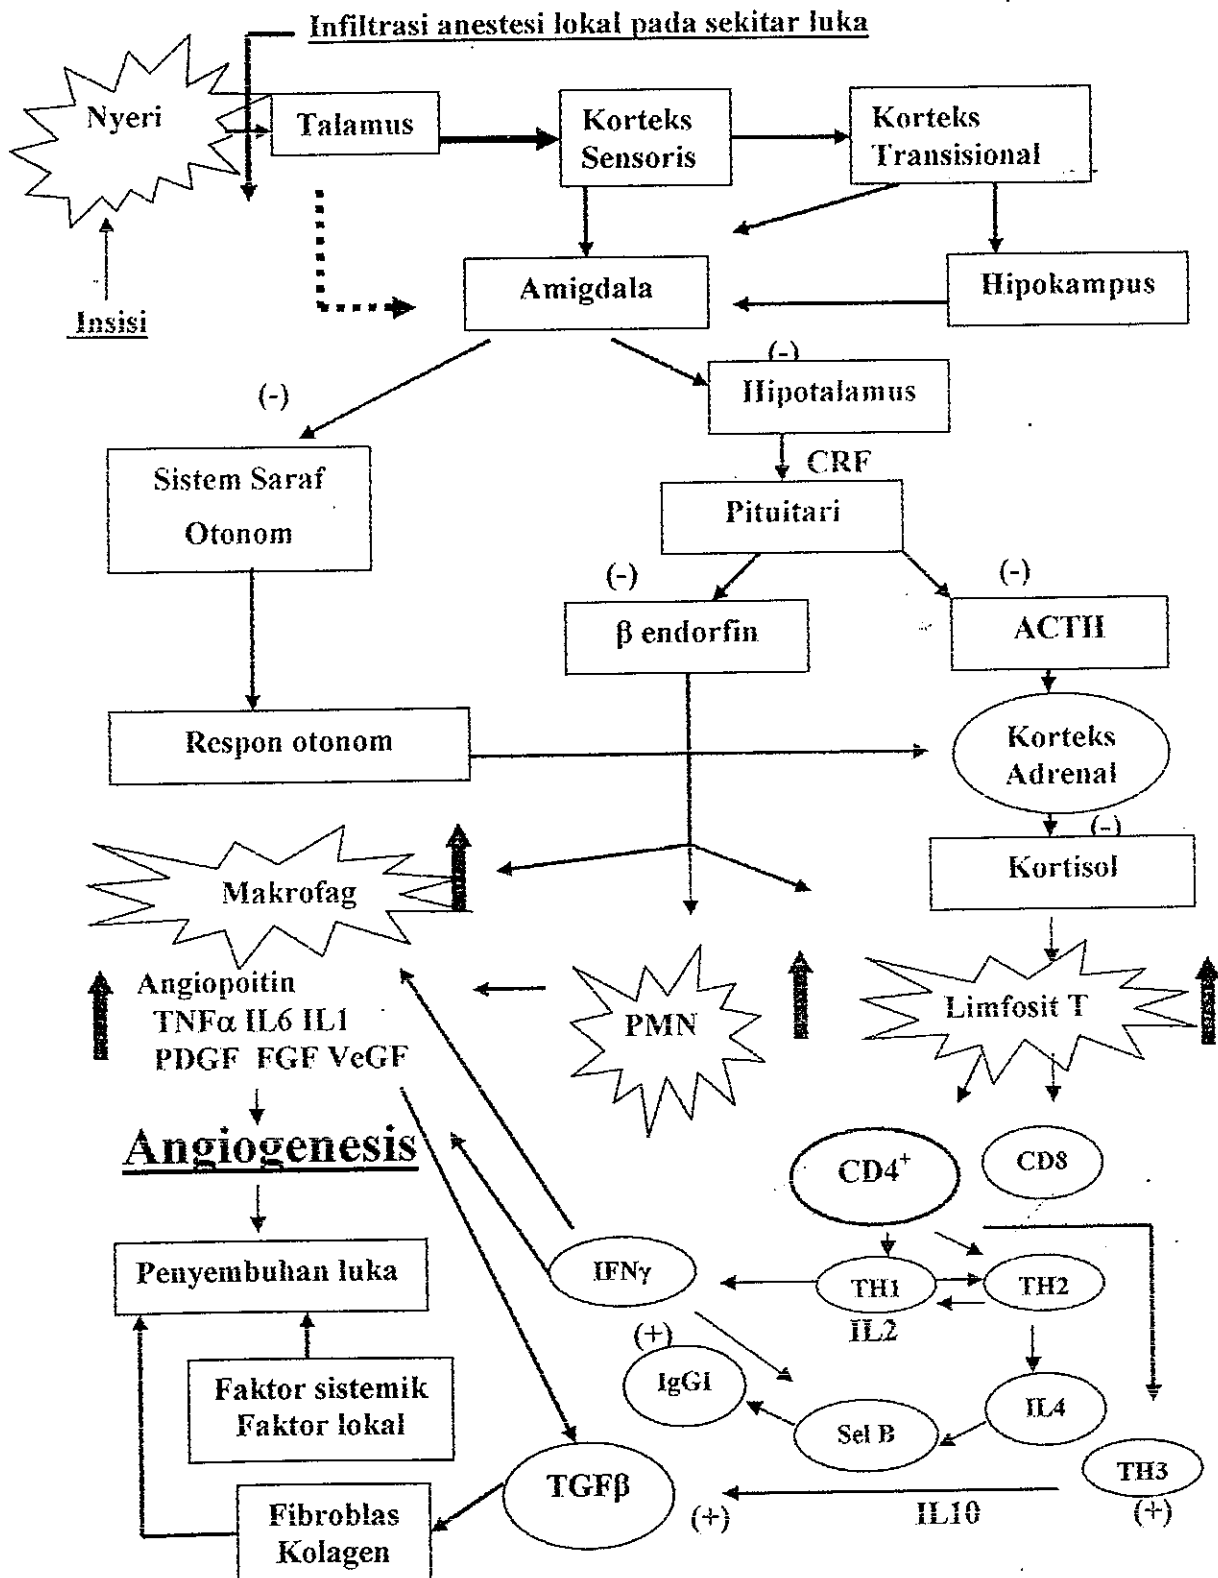 Infiltrasi anestesi lokal pada sekitar luka
Nyeri
Talamus
Korteks
Sensoris
Korteks
Transisional
Insisi
Amigdala
Hipokampus
(-)
(-)
Hipotalamus
CRF
Sistem Saraf
Otonom
Pituitari
(-)
(-)
β endorfin
ACTH
Respon otonom
Korteks
Adrenal
(-)
Kortisol
Makrofag
Angiopoitin
TNFα IL6 IL1
PDGF FGF VeGF
PMN
Limfosit T
Angiogenesis
CD4+
CD8
Penyembuhan luka
IFNγ
TH1
TH2
IL2
(+)
IgGI
Sel B
IL4
Faktor sistemik
Faktor lokal
TGFβ
TH3
(+)
IL10
(+)
Fibroblas
Kolagen